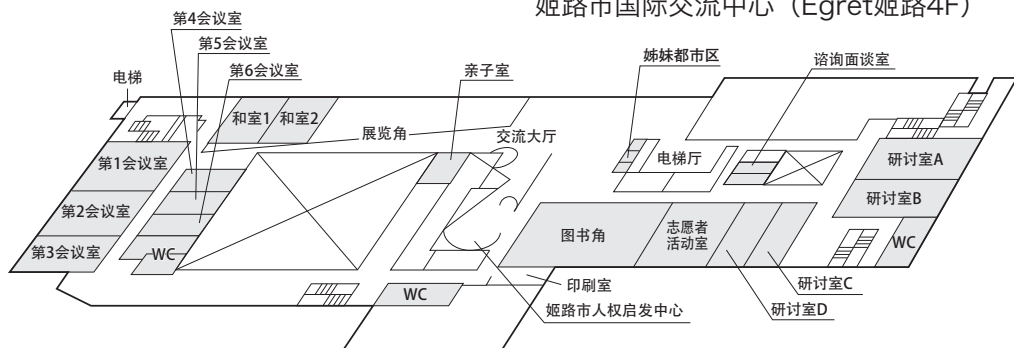 姫路市国际交流中心（Egret姫路4F）
第4会议室
第5会议室
第6会议室
电梯
和室1
和室2
展览角
亲子室
交流大厅
姊妹都市区
谘询面谈室
电梯厅
第1会议室
第2会议室
第3会议室
WC
研讨室A
研讨室B
WC
图书角
志愿者
活动室
研讨室C
研讨室D
印刷室
WC
姬路市人权启发中心